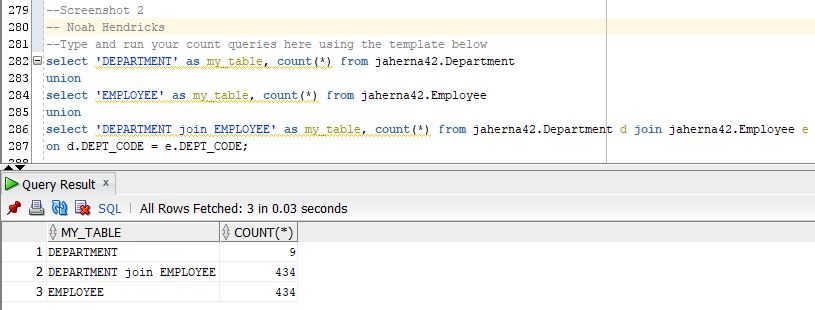 279 --Screenshot 2
280 -- Noah Hendricks
281 --Type and run your count queries here using the template below
282 select 'DEPARTMENT' as my_table, count(*) from jaherna42.Department
283 union
284 select 'EMPLOYEE' as my_table, count(*) from jaherna42.Employee
285 union
286 select 'DEPARTMENT join EMPLOYEE' as my_table, count(*) from jaherna42.Department d join jaherna42.Employee e
287 on d.DEPT_CODE = e.DEPT_CODE;
288
Query Result x
SQL | All Rows Fetched: 3 in 0.03 seconds
MY_TABLE COUNT(*)
1 DEPARTMENT 9
2 DEPARTMENT join EMPLOYEE 434
3 EMPLOYEE 434